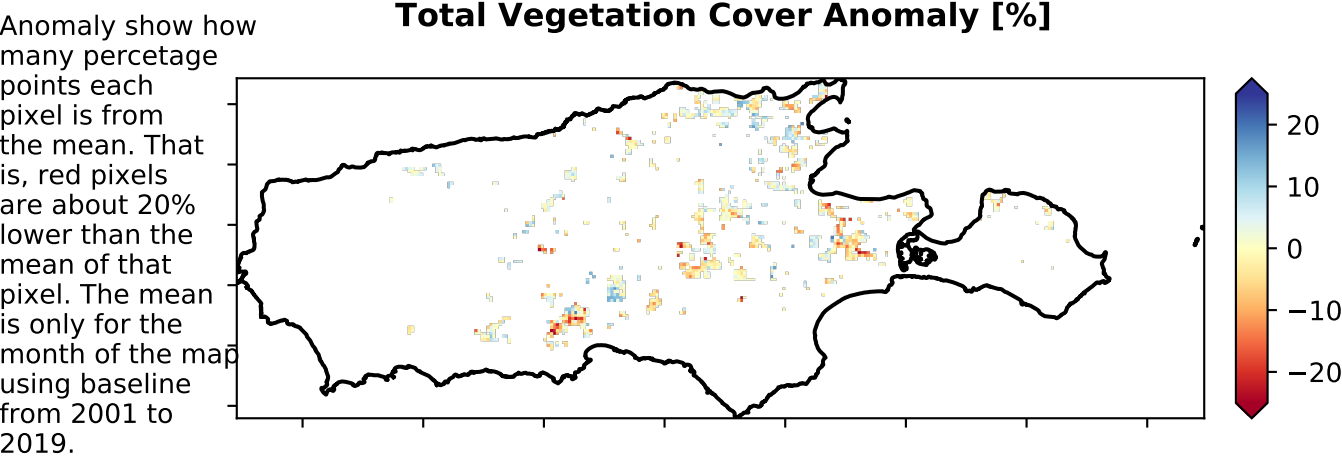 Total Vegetation Cover Anomaly [%]
Anomaly show how
many percetage
points each
pixel is from
the mean. That
is, red pixels
are about 20%
lower than the
mean of that
pixel. The mean
is only for the
month of the map
using baseline
from 2001 to
2019.
20
10
0
−10
−20